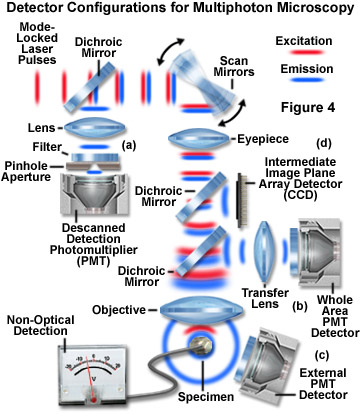 Detector Configurations for Multiphoton Microscopy
Mode-
Locked
Laser
Pulses
Dichroic
Mirror
Scan
Mirrors
Excitation
Emission
Figure 4
Lens
(a)
Filter
Pinhole
Aperture
Descanned
Detection
Photomultiplier
(PMT)
Eyepiece
(d)
Dichroic
Mirror
Intermediate
Image Plane
Array Detector
(CCD)
Dichroic
Mirror
Transfer
Lens
(b)
Whole
Area
PMT
Detector
Objective
Non-Optical
Detection
(c)
Specimen
External
PMT
Detector
V